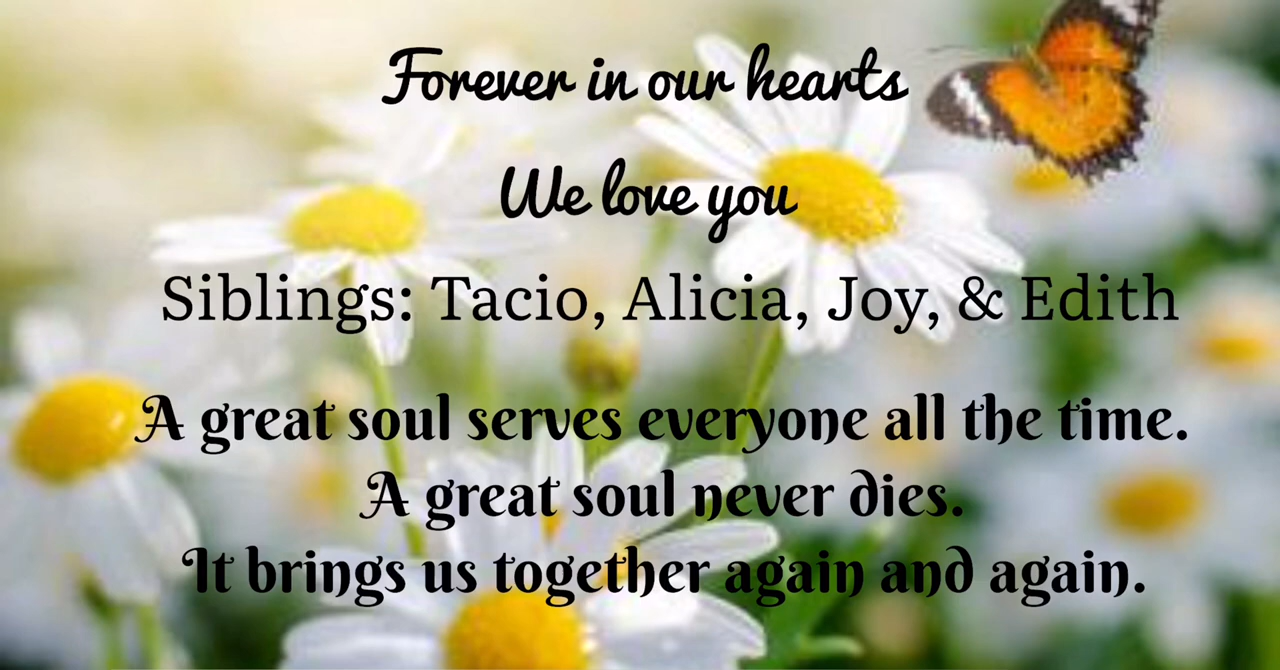 Forever in our hearts
We love you
Siblings: Tacio, Alicia, Joy, & Edith
A great soul serves everyone all the time.
A great soul never dies.
It brings us together again and again.